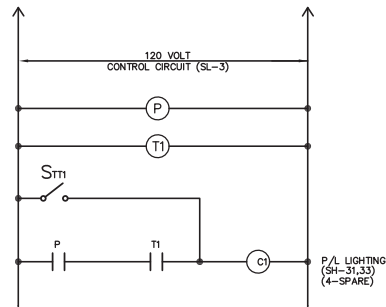 120 VOLT
CONTROL CIRCUIT (SL-3)
P
T1
STT1
P
T1
C1
P/L LIGHTING
(SH-31,33)
(4-SPARE)